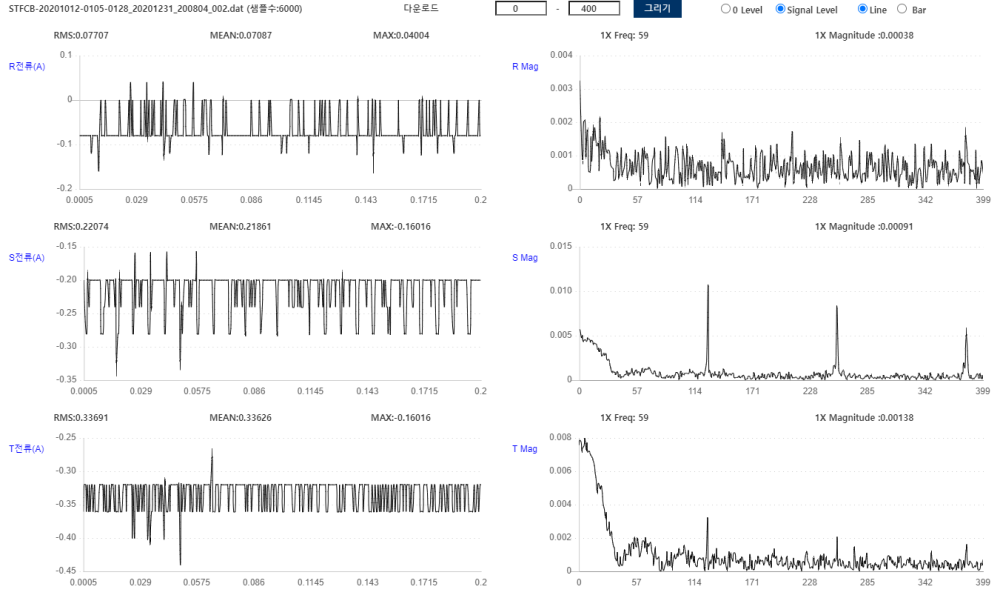 STFCB-20201012-0105-0128_20201231_200804_002.dat (샘플수:6000) 다운로드 0 - 400 그리기 0 Level Signal Level Line Bar
RMS:0.07707 MEAN:0.07087 MAX:0.04004 1X Freq: 59 1X Magnitude :0.00038
R전류(A)
0.1
0
-0.1
-0.2
0.0005 0.029 0.0575 0.086 0.1145 0.143 0.1715 0.2
R Mag
0.004
0.003
0.002
0.001
0
0 57 114 171 228 285 342 399
RMS:0.22074 MEAN:0.21861 MAX:-0.16016 1X Freq: 59 1X Magnitude :0.00091
S전류(A)
-0.15
-0.20
-0.25
-0.30
-0.35
0.0005 0.029 0.0575 0.086 0.1145 0.143 0.1715 0.2
S Mag
0.015
0.010
0.005
0
0 57 114 171 228 285 342 399
RMS:0.33691 MEAN:0.33626 MAX:-0.16016 1X Freq: 59 1X Magnitude :0.00138
T전류(A)
-0.25
-0.30
-0.35
-0.40
-0.45
0.0005 0.029 0.0575 0.086 0.1145 0.143 0.1715 0.2
T Mag
0.008
0.006
0.004
0.002
0
0 57 114 171 228 285 342 399